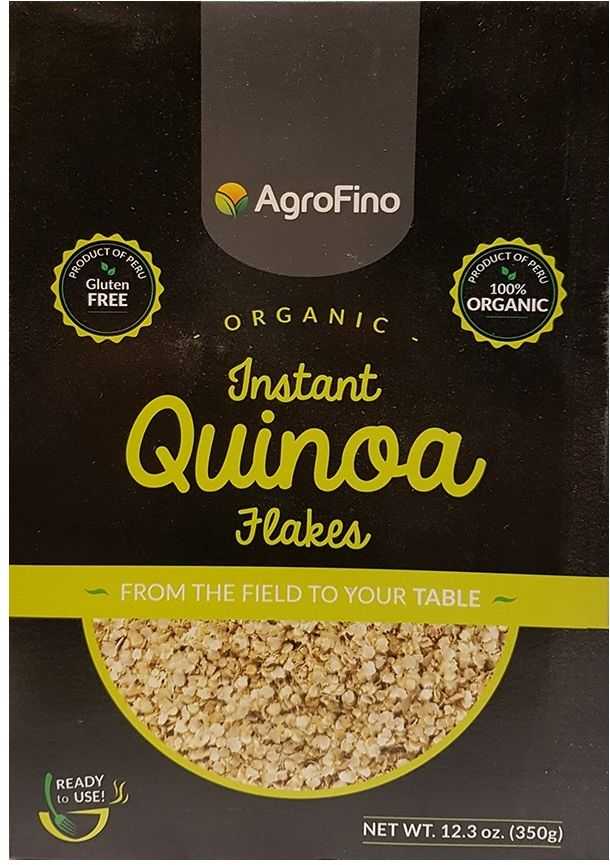 AgroFino
PRODUCT OF PERU
Gluten
FREE
PRODUCT OF PERU
100%
ORGANIC
ORGANIC
Instant
Quinoa
Flakes
FROM THE FIELD TO YOUR TABLE
READY
to USE!
NET WT. 12.3 oz. (350g)